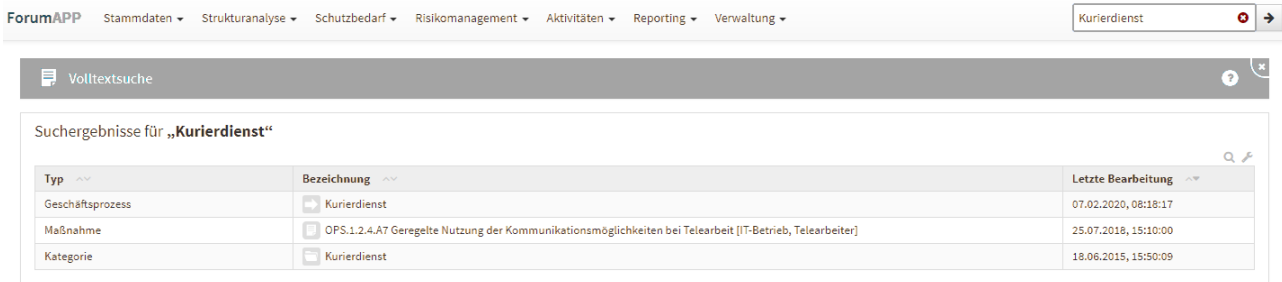 ForumAPP Stammdaten Strukturanalyse Schutzbedarf Risikomanagement Aktivitäten Reporting Verwaltung Kurierdienst
Volltextsuche
Suchergebnisse für „Kurierdienst“
Typ Bezeichnung Letzte Bearbeitung
Geschäftsprozess Kurierdienst 07.02.2020, 08:18:17
Maßnahme OPS.1.2.4.A7 Geregelte Nutzung der Kommunikationsmöglichkeiten bei Telearbeit [IT-Betrieb, Telearbeiter] 25.07.2018, 15:10:00
Kategorie Kurierdienst 18.06.2015, 15:50:09